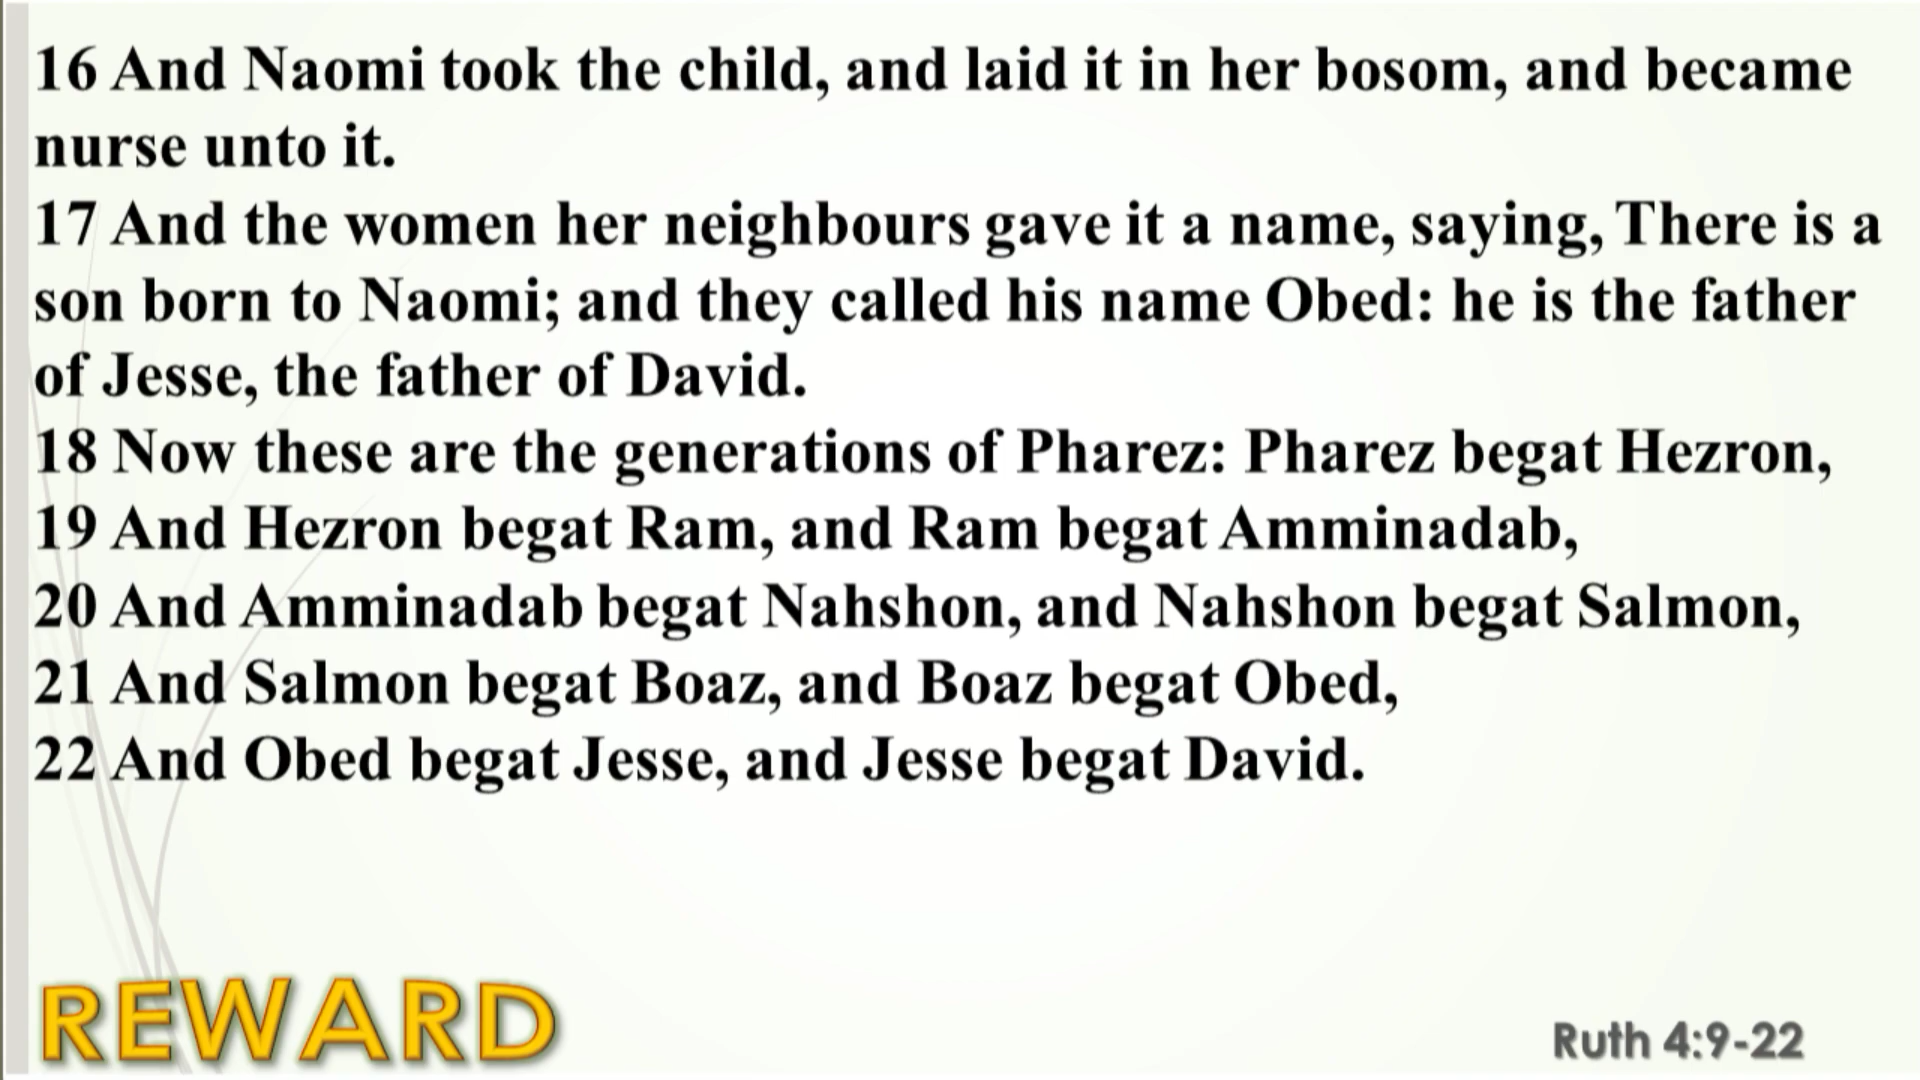 16 And Naomi took the child, and laid it in her bosom, and became
nurse unto it.
17 And the women her neighbours gave it a name, saying, There is a
son born to Naomi; and they called his name Obed: he is the father
of Jesse, the father of David.
18 Now these are the generations of Pharez: Pharez begat Hezron,
19 And Hezron begat Ram, and Ram begat Amminadab,
20 And Amminadab begat Nahshon, and Nahshon begat Salmon,
21 And Salmon begat Boaz, and Boaz begat Obed,
22 And Obed begat Jesse, and Jesse begat David.
REWARD
Ruth 4:9-22